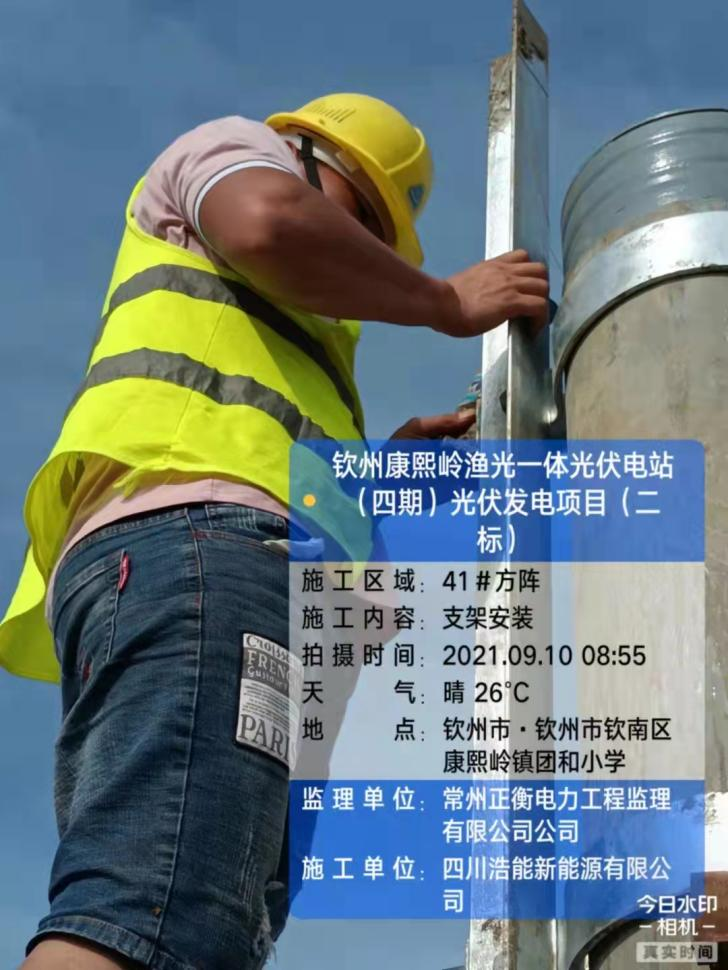 钦州康熙岭渔光一体光伏电站
（四期）光伏发电项目（二
标）
施工区域：41#方阵
施工内容：支架安装
拍摄时间：2021.09.10 08:55
天气：晴 26℃
地点：钦州市·钦州市钦南区
康熙岭镇团和小学
监理单位：常州正衡电力工程监理
有限公司公司
施工单位：四川浩能新能源有限公
司
今日水印
-相机-
真实时间
PARI